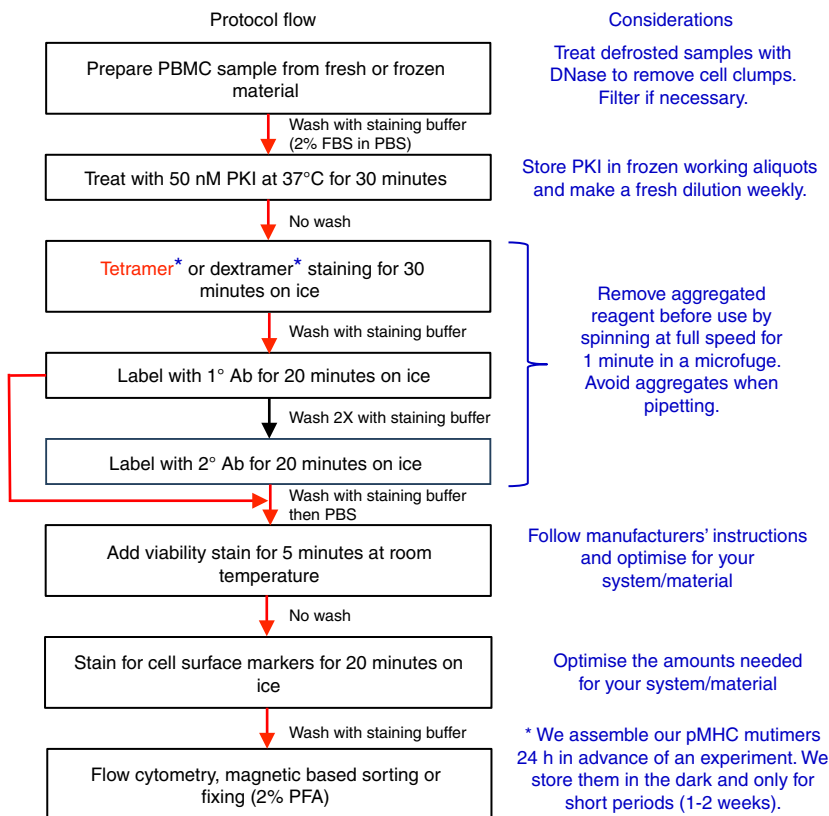 Protocol flow
Considerations
Prepare PBMC sample from fresh or frozen
material
Treat defrosted samples with
DNase to remove cell clumps.
Filter if necessary.
Wash with staining buffer
(2% FBS in PBS)
Treat with 50 nM PKI at 37°C for 30 minutes
Store PKI in frozen working aliquots
and make a fresh dilution weekly.
No wash
Tetramer* or dextramer* staining for 30
minutes on ice
Wash with staining buffer
Label with 1° Ab for 20 minutes on ice
Wash 2X with staining buffer
Label with 2° Ab for 20 minutes on ice
Remove aggregated
reagent before use by
spinning at full speed for
1 minute in a microfuge.
Avoid aggregates when
pipetting.
Wash with staining buffer
then PBS
Add viability stain for 5 minutes at room
temperature
Follow manufacturers’ instructions
and optimise for your
system/material
No wash
Stain for cell surface markers for 20 minutes on
ice
Optimise the amounts needed
for your system/material
Wash with staining buffer
Flow cytometry, magnetic based sorting or
fixing (2% PFA)
* We assemble our pMHC mutimers
24 h in advance of an experiment. We
store them in the dark and only for
short periods (1-2 weeks).